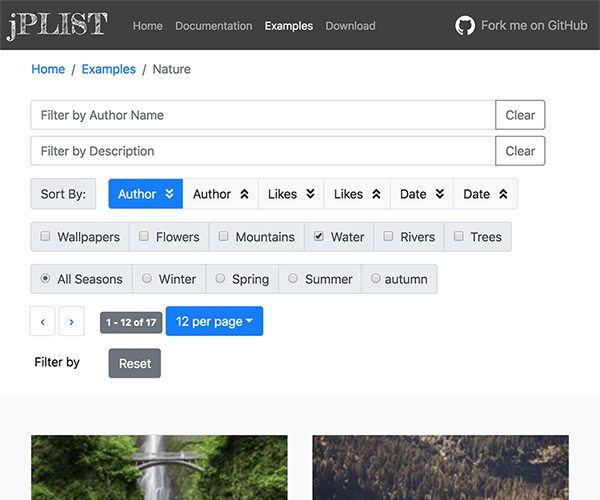 jPLIST Home Documentation Examples Download Fork me on GitHub
Home / Examples / Nature
Filter by Author Name Clear
Filter by Description Clear
Sort By: Author Author Likes Likes Date Date
Wallpapers Flowers Mountains Water Rivers Trees
All Seasons Winter Spring Summer autumn
‹ › 1 - 12 of 17 12 per page
Filter by Reset